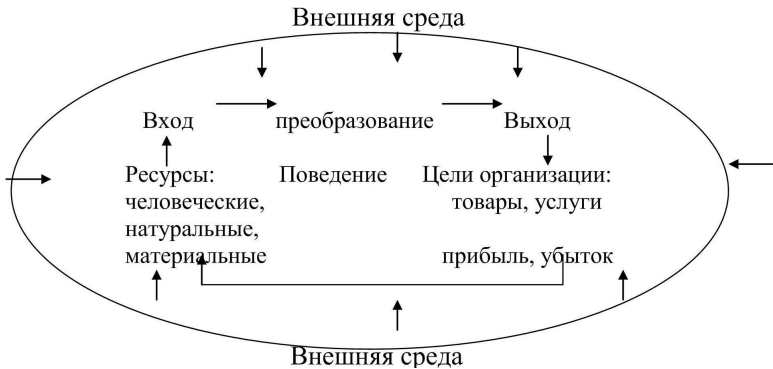 Внешняя среда
Вход преобразование Выход
Ресурсы: Поведение Цели организации:
человеческие, товары, услуги
натуральные,
материальные прибыль, убыток
Внешняя среда